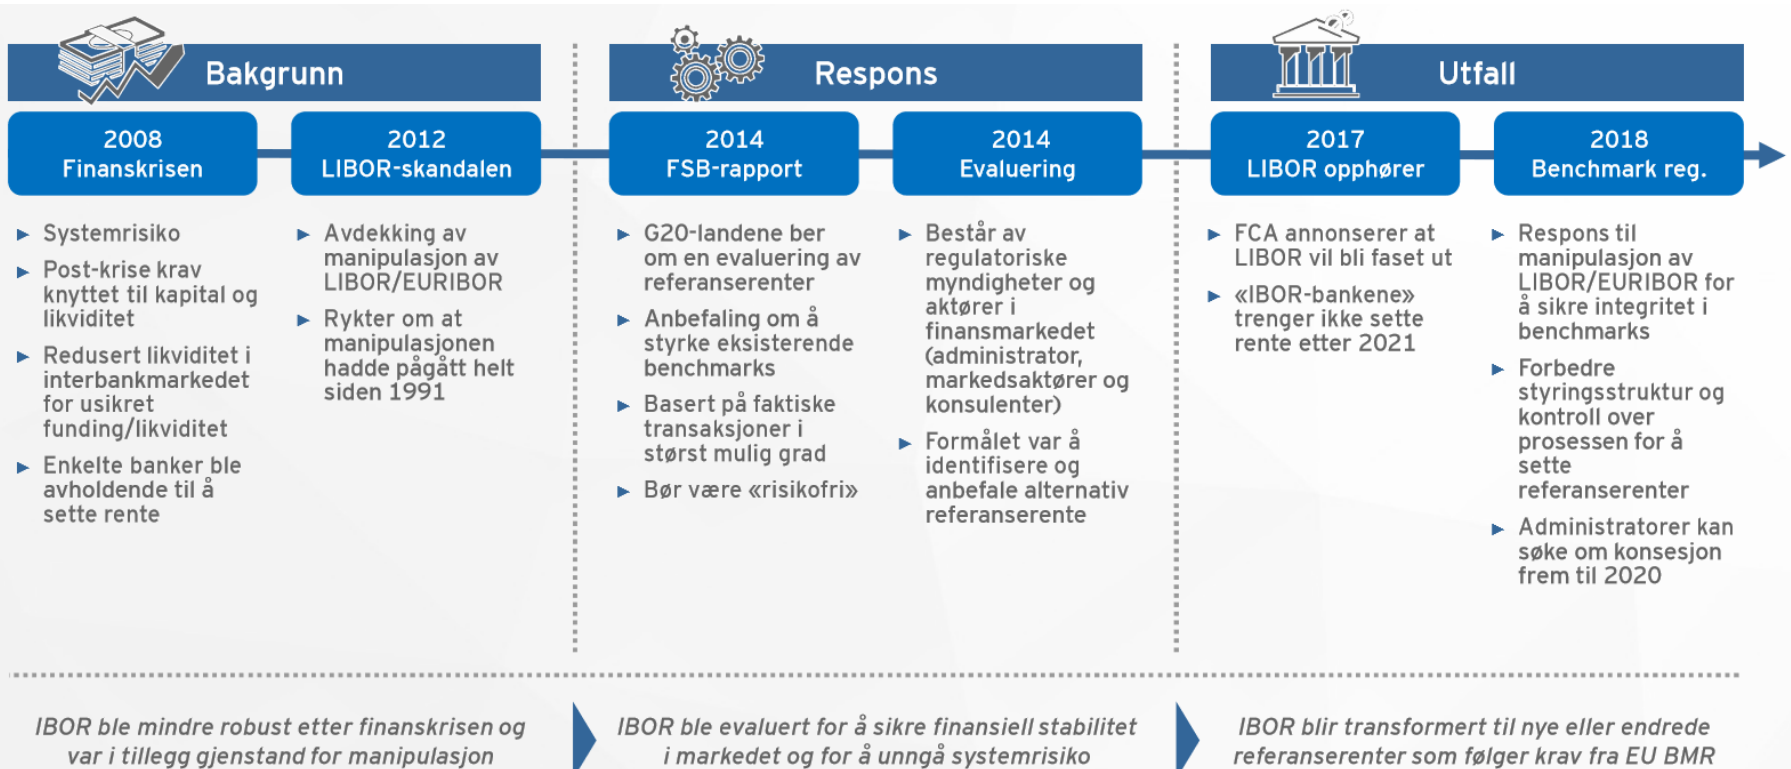 Bakgrunn
2008
Finanskrisen
► Systemrisiko
► Post-krise krav
knyttet til kapital og
likviditet
► Redusert likviditet i
interbankmarkedet
for usikret
funding/likviditet
► Enkelte banker ble
avholdende til å
sette rente
2012
LIBOR-skandalen
► Avdekking av
manipulasjon av
LIBOR/EURIBOR
► Rykter om at
manipulasjonen
hadde pågått helt
siden 1991
IBOR ble mindre robust etter finanskrisen og
var i tillegg gjenstand for manipulasjon
Respons
2014
FSB-rapport
► G20-landene ber
om en evaluering av
referanserenter
► Anbefaling om å
styrke eksisterende
benchmarks
► Basert på faktiske
transaksjoner i
størst mulig grad
► Bør være «risikofri»
2014
Evaluering
► Består av
regulatoriske
myndigheter og
aktører i
finansmarkedet
(administrator,
markedsaktører og
konsulenter)
► Formålet var å
identifisere og
anbefale alternativ
referanserente
IBOR ble evaluert for å sikre finansiell stabilitet
i markedet og for å unngå systemrisiko
Utfall
2017
LIBOR opphører
► FCA annonserer at
LIBOR vil bli faset ut
► «IBOR-bankene»
trenger ikke sette
rente etter 2021
2018
Benchmark reg.
► Respons til
manipulasjon av
LIBOR/EURIBOR for
å sikre integritet i
benchmarks
► Forbedre
styringsstruktur og
kontroll over
prosessen for å
sette
referanserenter
► Administratorer kan
søke om konsesjon
frem til 2020
IBOR blir transformert til nye eller endrede
referanserenter som følger krav fra EU BMR